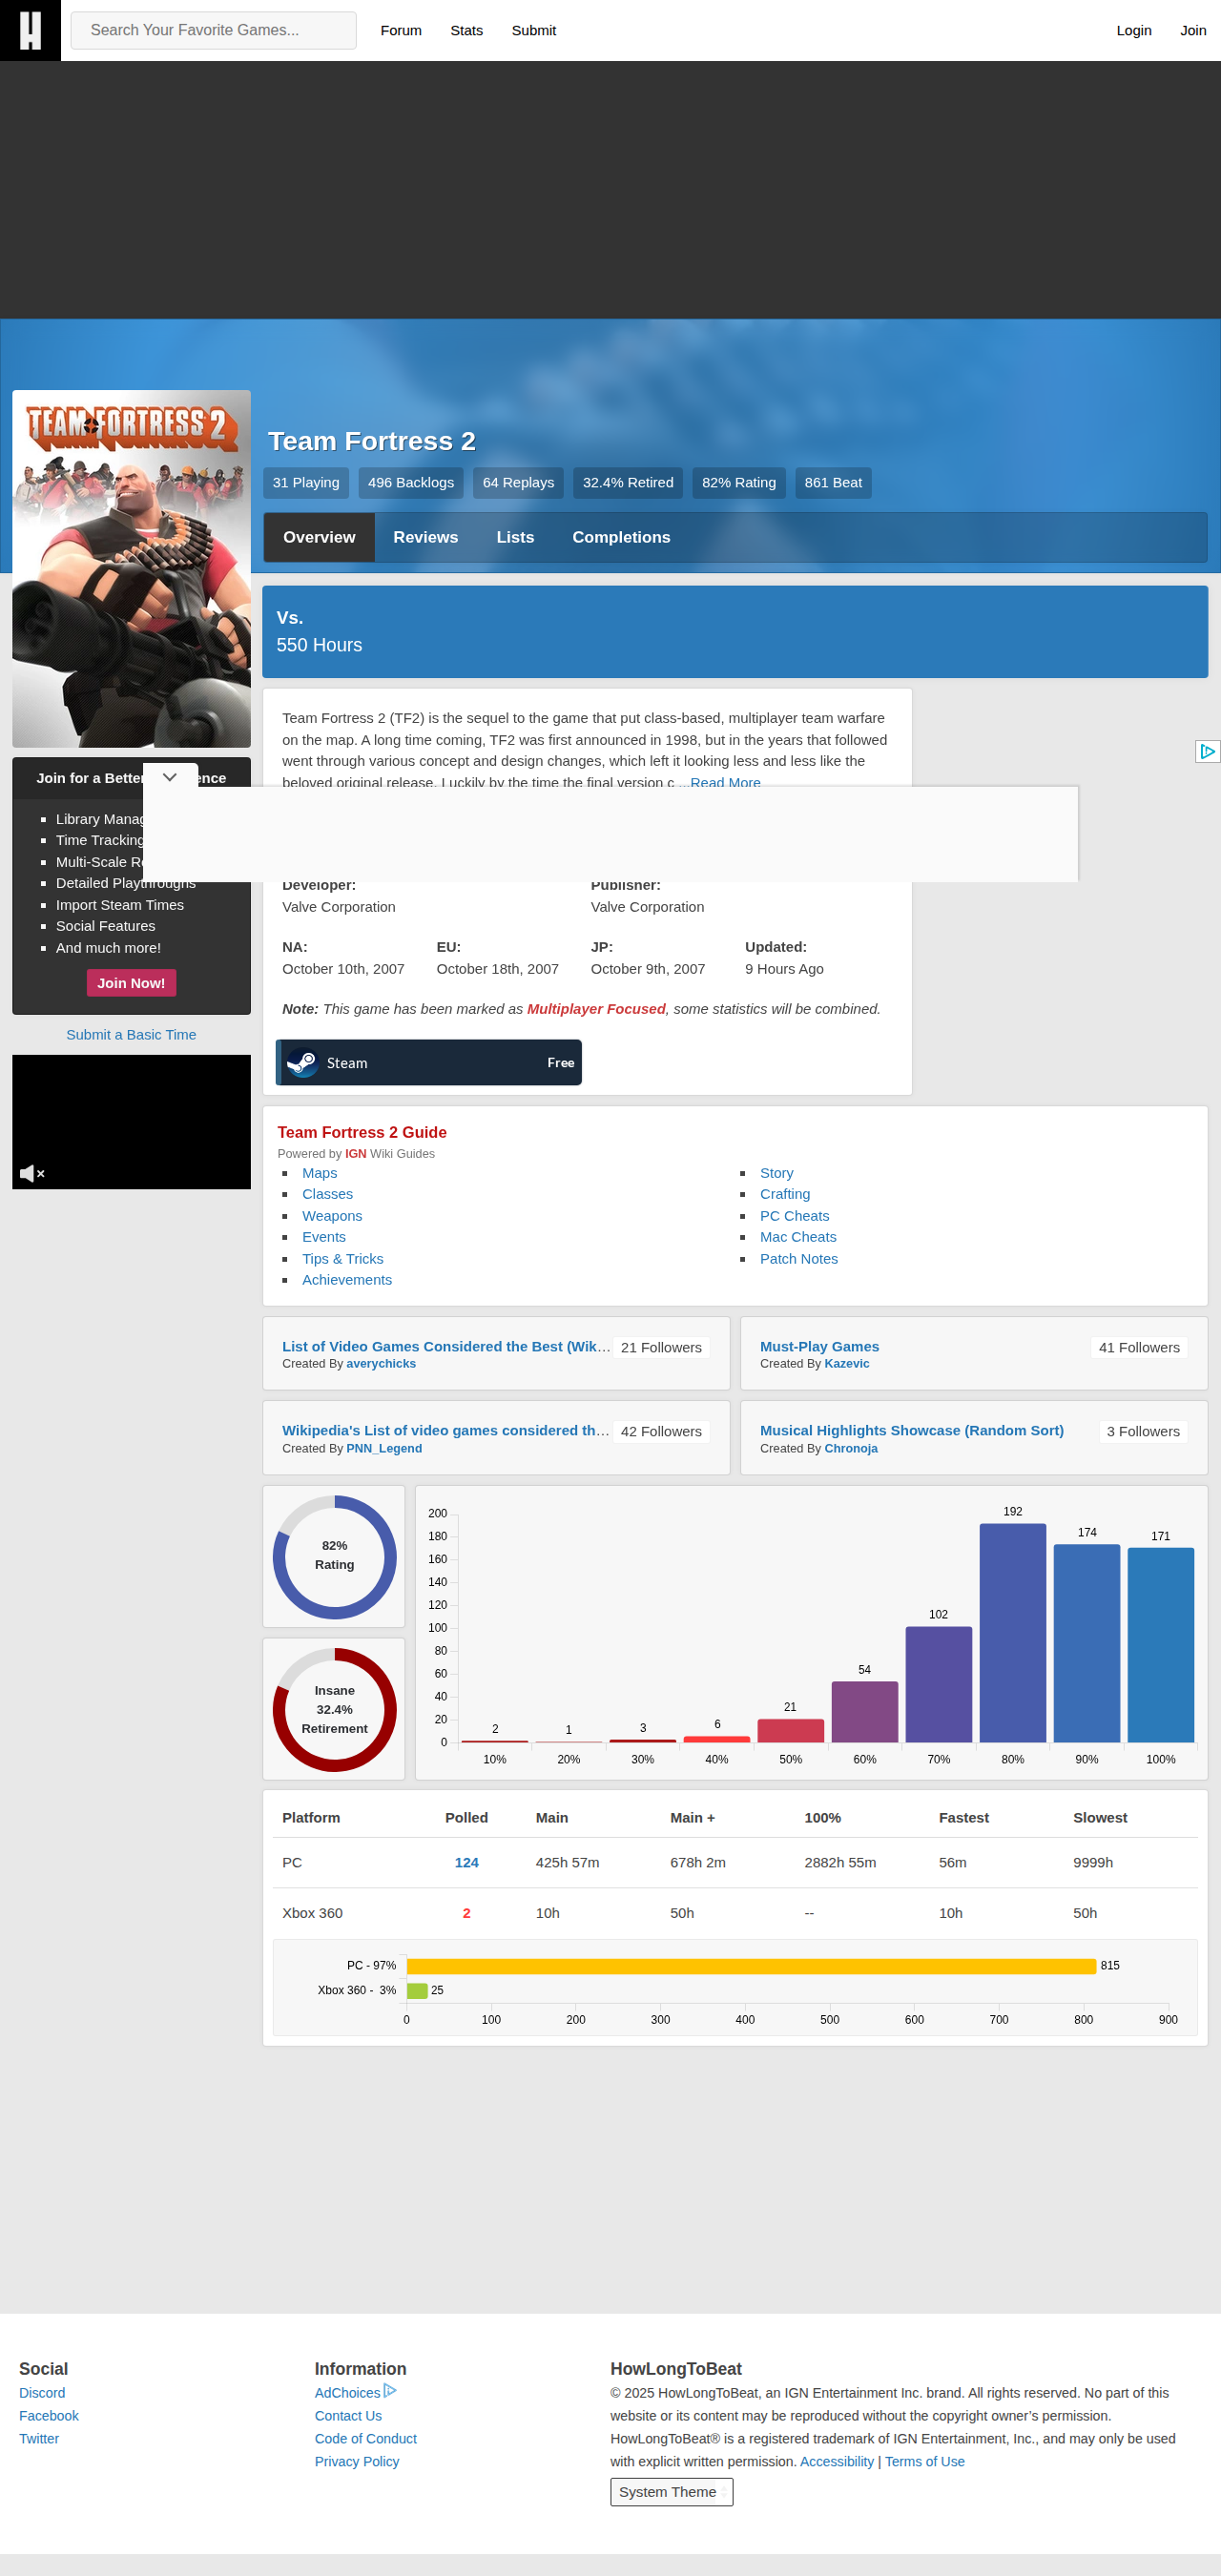 H
Search Your Favorite Games...
Forum
Stats
Submit
Login
Join
TEAM FORTRESS 2
Team Fortress 2
31 Playing
496 Backlogs
64 Replays
32.4% Retired
82% Rating
861 Beat
Overview
Reviews
Lists
Completions
Vs.
550 Hours
Team Fortress 2 (TF2) is the sequel to the game that put class-based, multiplayer team warfare
on the map. A long time coming, TF2 was first announced in 1998, but in the years that followed
went through various concept and design changes, which left it looking less and less like the
beloved original release. Luckily by the time the final version c ...Read More
Join for a Better
Library Manag
Time Tracking
Multi-Scale
Detailed Playthroughs
Import Steam Times
Social Features
And much more!
Join Now!
Submit a Basic Time
Developer:
Valve Corporation
Publisher:
Valve Corporation
NA:
October 10th, 2007
EU:
October 18th, 2007
JP:
October 9th, 2007
Updated:
9 Hours Ago
Note: This game has been marked as Multiplayer Focused, some statistics will be combined.
Steam
Free
Team Fortress 2 Guide
Powered by IGN Wiki Guides
Maps
Classes
Weapons
Events
Tips & Tricks
Achievements
Story
Crafting
PC Cheats
Mac Cheats
Patch Notes
List of Video Games Considered the Best (Wik...
21 Followers
Created By averychicks
Must-Play Games
41 Followers
Created By Kazevic
Wikipedia's List of video games considered th...
42 Followers
Created By PNN_Legend
Musical Highlights Showcase (Random Sort)
3 Followers
Created By Chronoja
82%
Rating
Insane
32.4%
Retirement
200
180
160
140
120
100
80
60
40
20
0
2
1
3
6
21
54
102
192
174
171
10%
20%
30%
40%
50%
60%
70%
80%
90%
100%
Platform Polled Main Main + 100% Fastest Slowest
PC 124 425h 57m 678h 2m 2882h 55m 56m 9999h
Xbox 360 2 10h 50h -- 10h 50h
PC - 97%
815
Xbox 360 - 3%
25
0 100 200 300 400 500 600 700 800 900
Social
Discord
Facebook
Twitter
Information
AdChoices
Contact Us
Code of Conduct
Privacy Policy
HowLongToBeat
© 2025 HowLongToBeat, an IGN Entertainment Inc. brand. All rights reserved. No part of this
website or its content may be reproduced without the copyright owner’s permission.
HowLongToBeat® is a registered trademark of IGN Entertainment, Inc., and may only be used
with explicit written permission. Accessibility | Terms of Use
System Theme